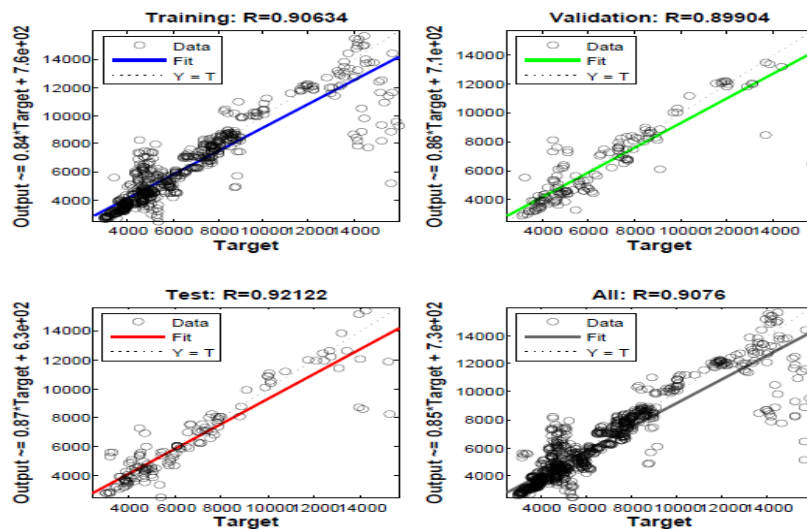 Training: R=0.90634
Output ~= 0.84*Target + 7.6e+02
14000
12000
10000
8000
6000
4000
Data
Fit
Y = T
4000 6000 8000 10000 12000 14000
Target
Validation: R=0.89904
Output ~= 0.86*Target + 7.1e+02
14000
12000
10000
8000
6000
4000
Data
Fit
Y = T
4000 6000 8000 10000 12000 14000
Target
Test: R=0.92122
Output ~= 0.87*Target + 6.3e+02
14000
12000
10000
8000
6000
4000
Data
Fit
Y = T
4000 6000 8000 10000 12000 14000
Target
All: R=0.9076
Output ~= 0.85*Target + 7.3e+02
14000
12000
10000
8000
6000
4000
Data
Fit
Y = T
4000 6000 8000 10000 12000 14000
Target